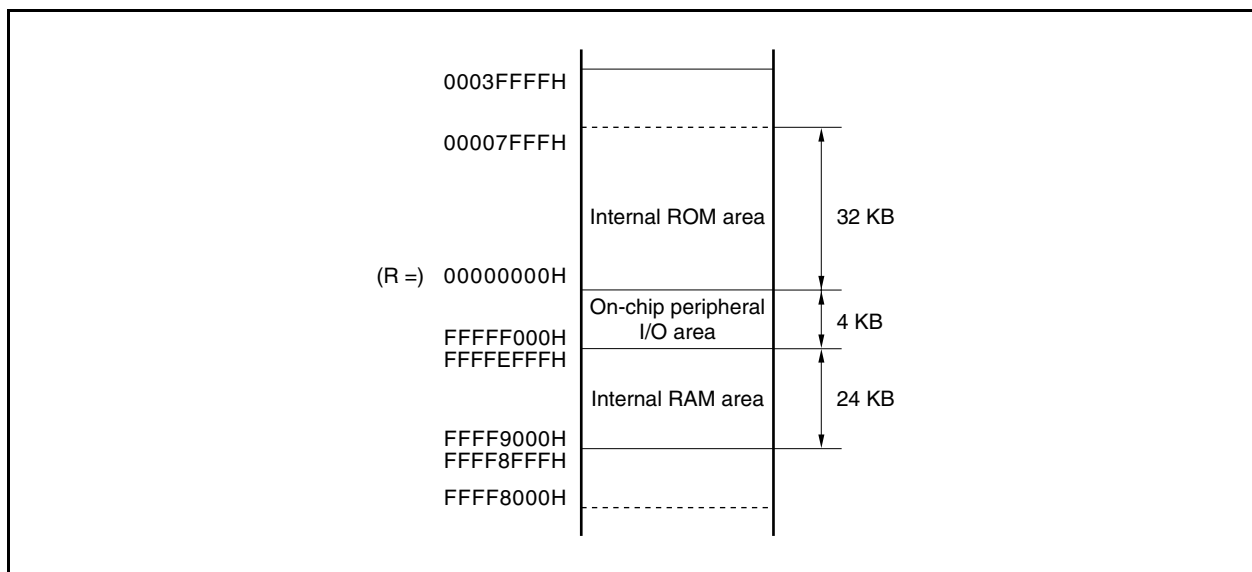 0003FFFFH
00007FFFH
Internal ROM area
32 KB
(R =) 00000000H
On-chip peripheral
I/O area
4 KB
FFFFF000H
FFFFEFFFH
Internal RAM area
24 KB
FFFF9000H
FFFF8FFFH
FFFF8000H